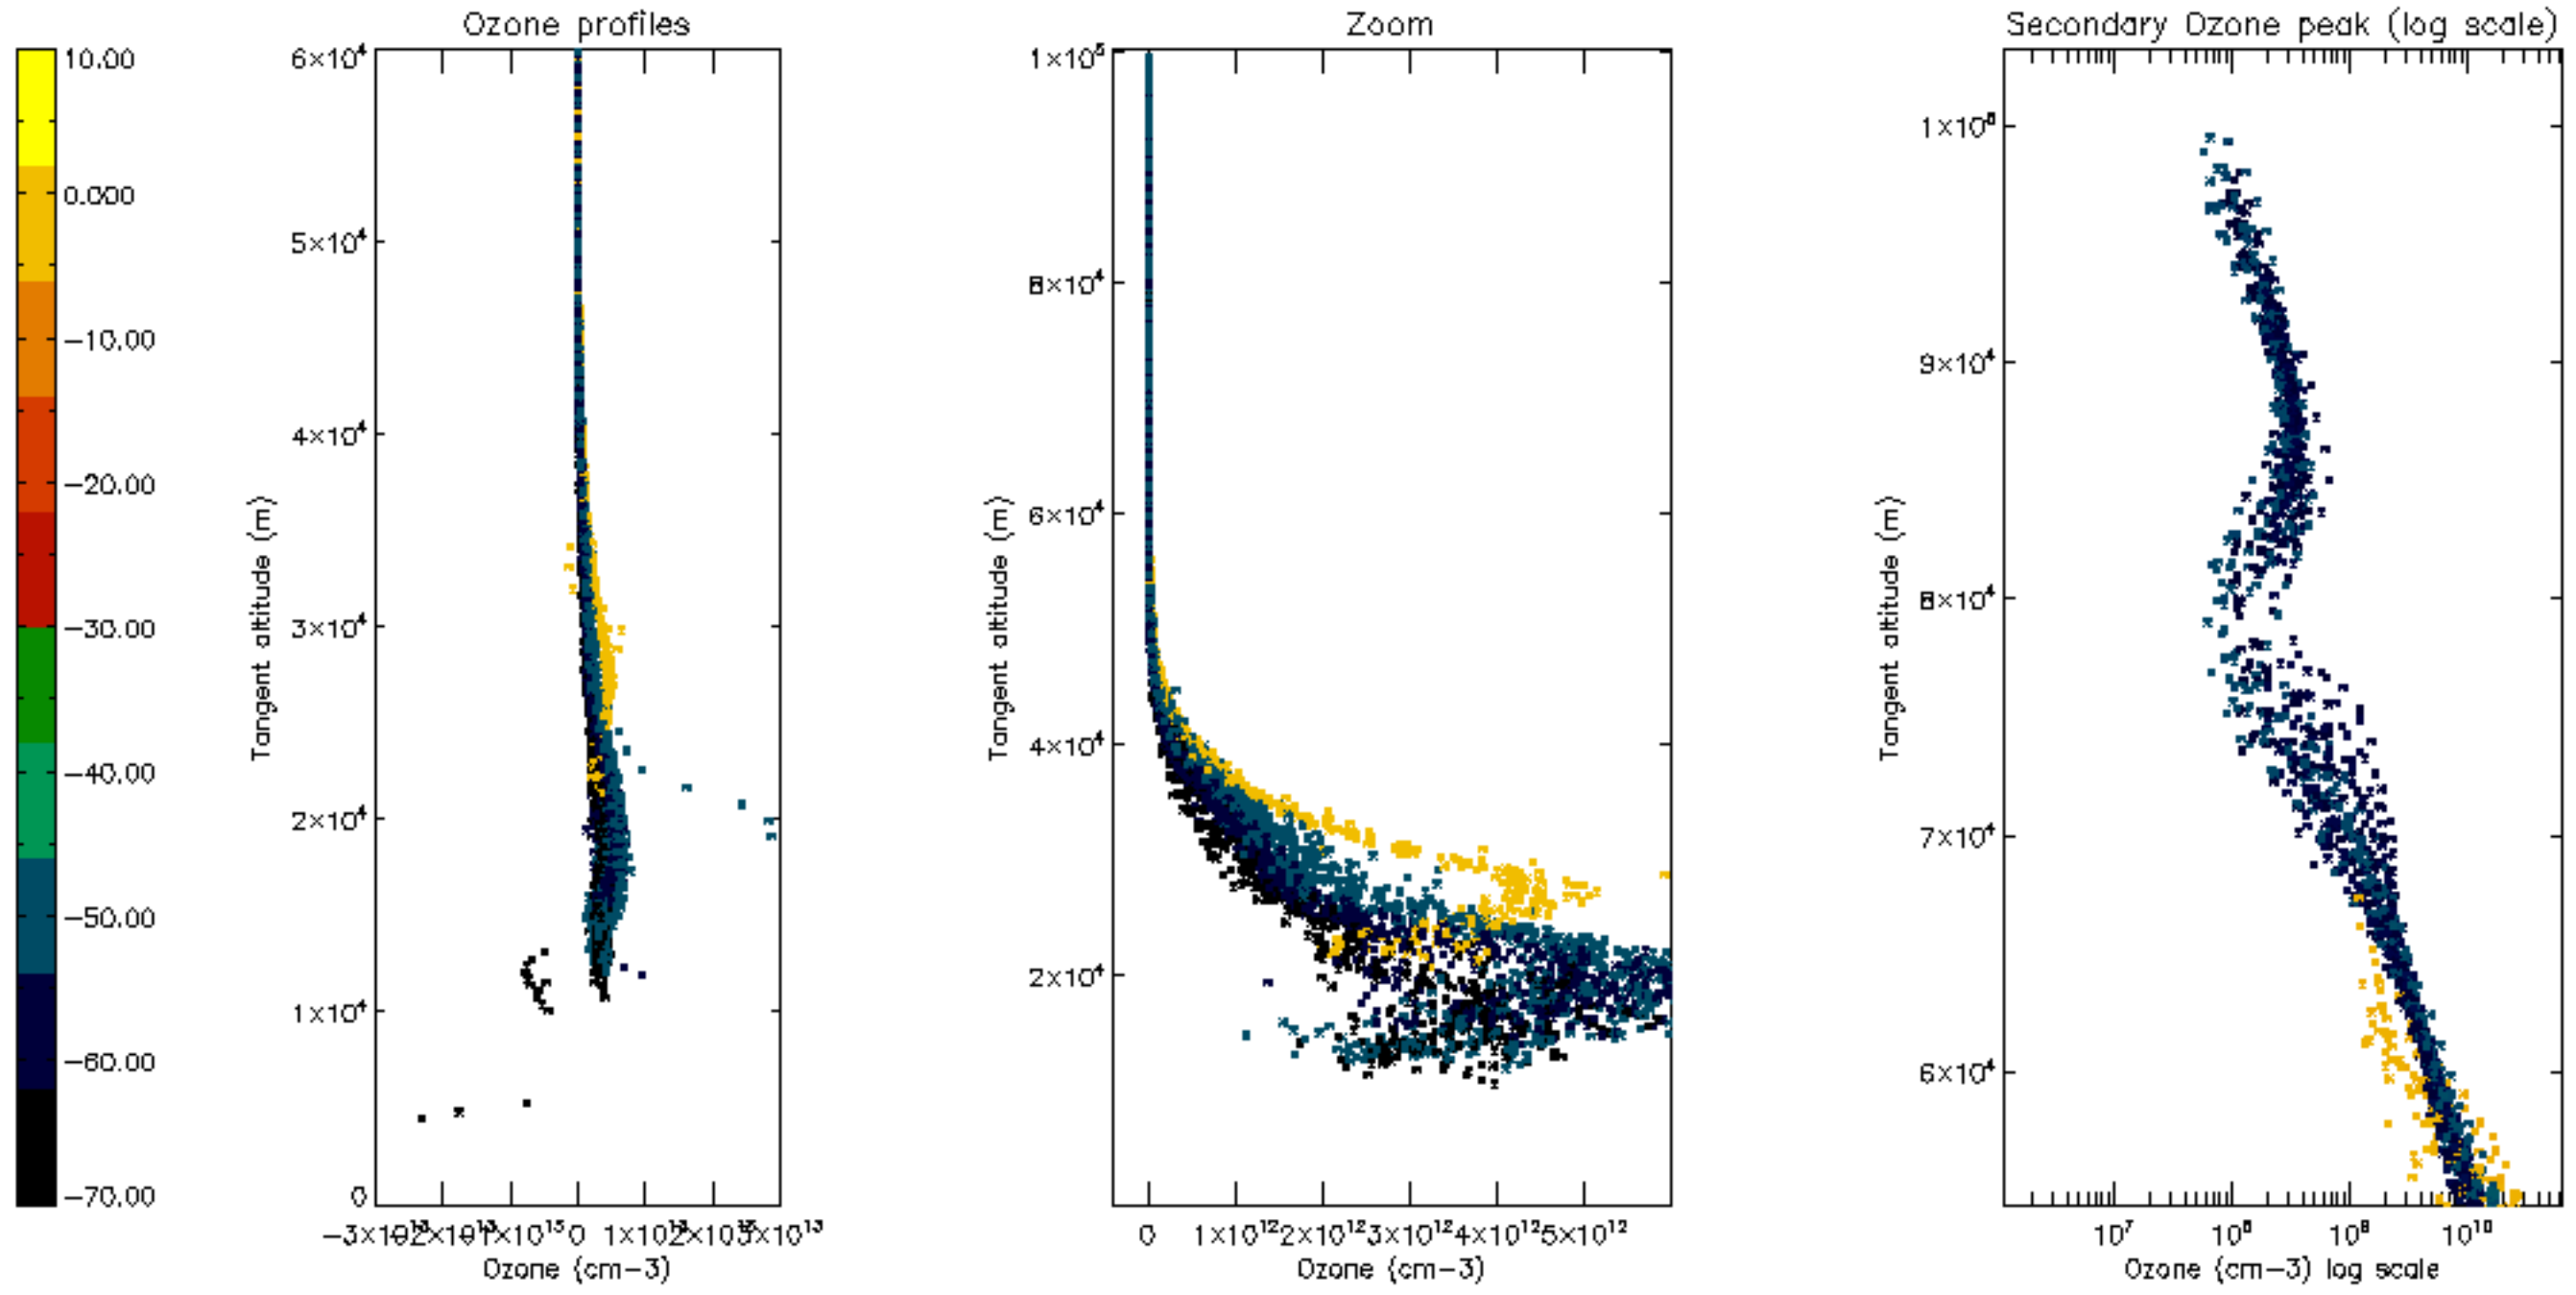 Ozone profiles
Zoom
Secondary Ozone peak (log scale)
10.00
0.00
−10.00
−20.00
−30.00
−40.00
−50.00
−60.00
−70.00
6×10⁴
5×10⁴
4×10⁴
3×10⁴
2×10⁴
1×10⁴
0
Tangent altitude (m)
0
Ozone (cm−3)
1×10⁵
8×10⁴
6×10⁴
4×10⁴
2×10⁴
Tangent altitude (m)
0 1×10¹² 2×10¹² 3×10¹² 4×10¹² 5×10¹²
Ozone (cm−3)
1×10⁵
9×10⁴
8×10⁴
7×10⁴
6×10⁴
Tangent altitude (m)
10⁷ 10⁸ 10⁹ 10¹⁰
Ozone (cm−3) log scale